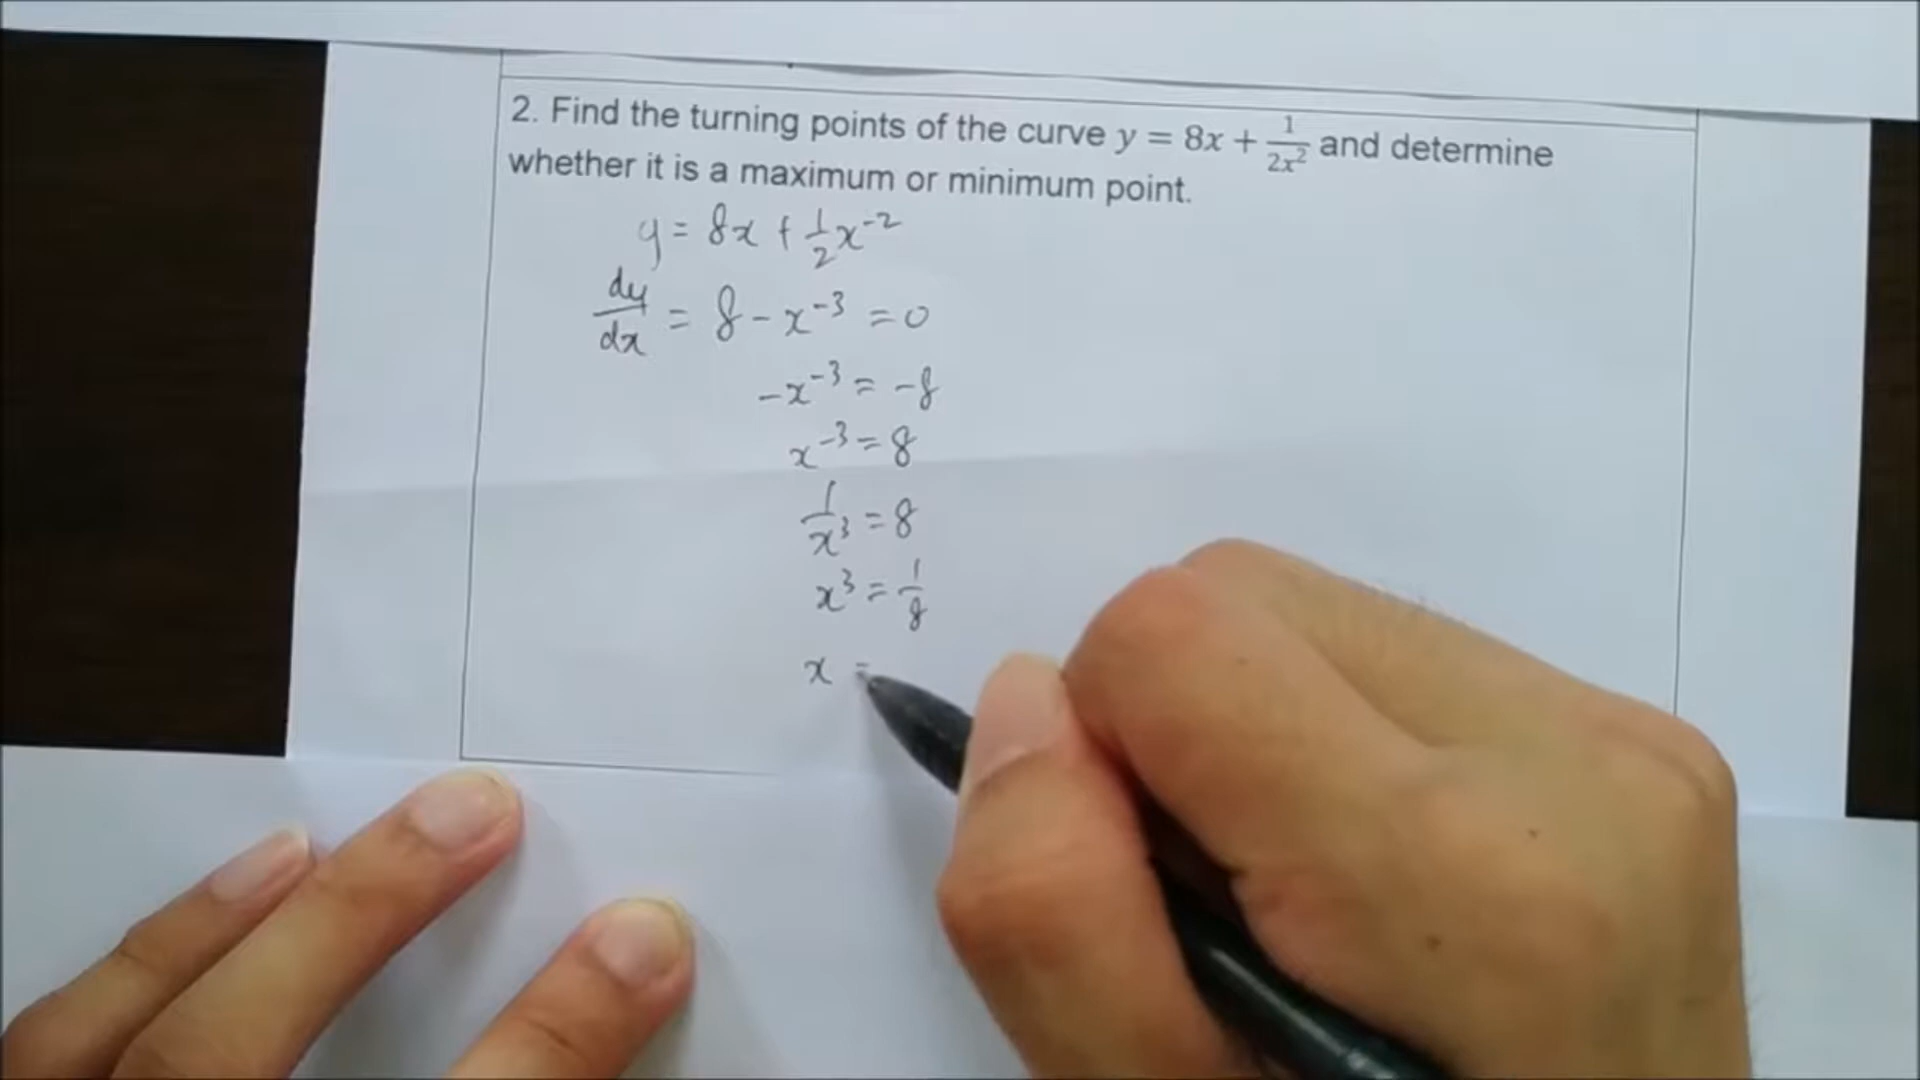 2. Find the turning points of the curve y = 8x + 1/(2x²) and determine
whether it is a maximum or minimum point.
y = 8x + 1/2 x⁻²
dy/dx = 8 - x⁻³ = 0
-x⁻³ = -8
x⁻³ = 8
1/x³ = 8
x³ = 1/8
x =